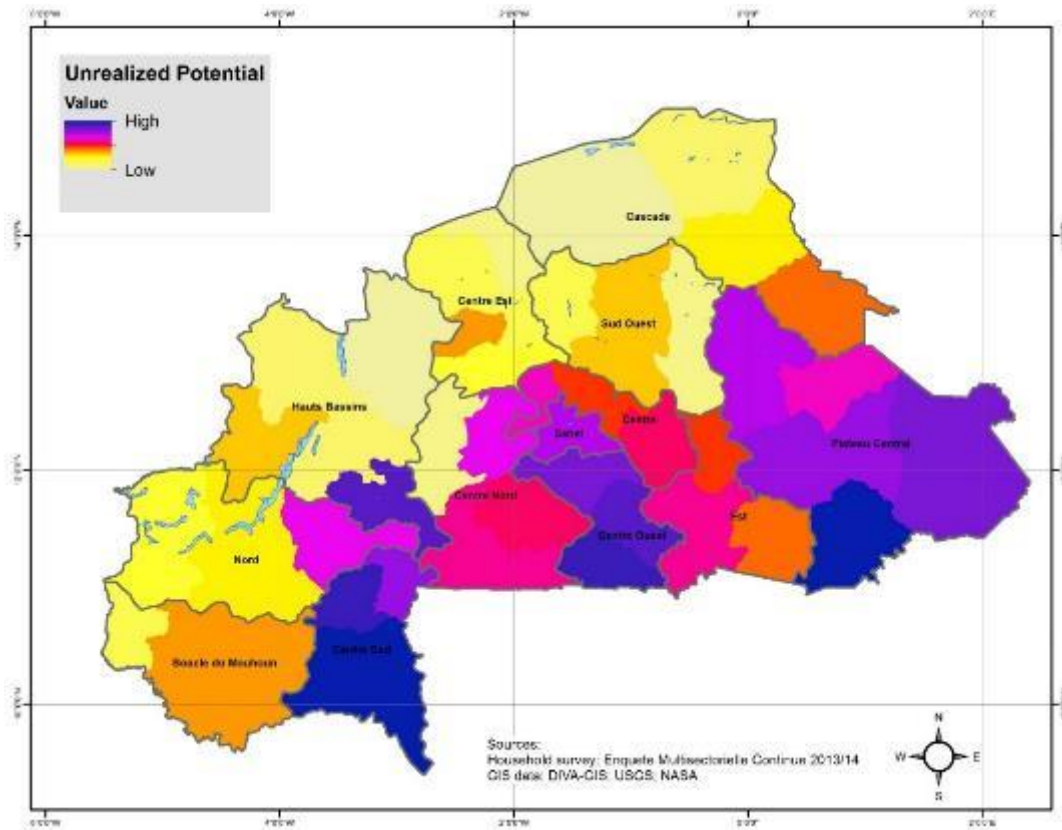 Unrealized Potential
Value
High
Low
Cascade
Centre Est
Sud Ouest
Hauts Bassins
Centre
Sahel
Plateau Central
Centre Nord
Est
Centre Ouest
Nord
Centre Sud
Boucle du Mouhoun
Sources:
Household survey: Enquete Multisectorielle Continue 2013/14
GIS data: DIVA-GIS; USGS; NASA
N
W
E
S